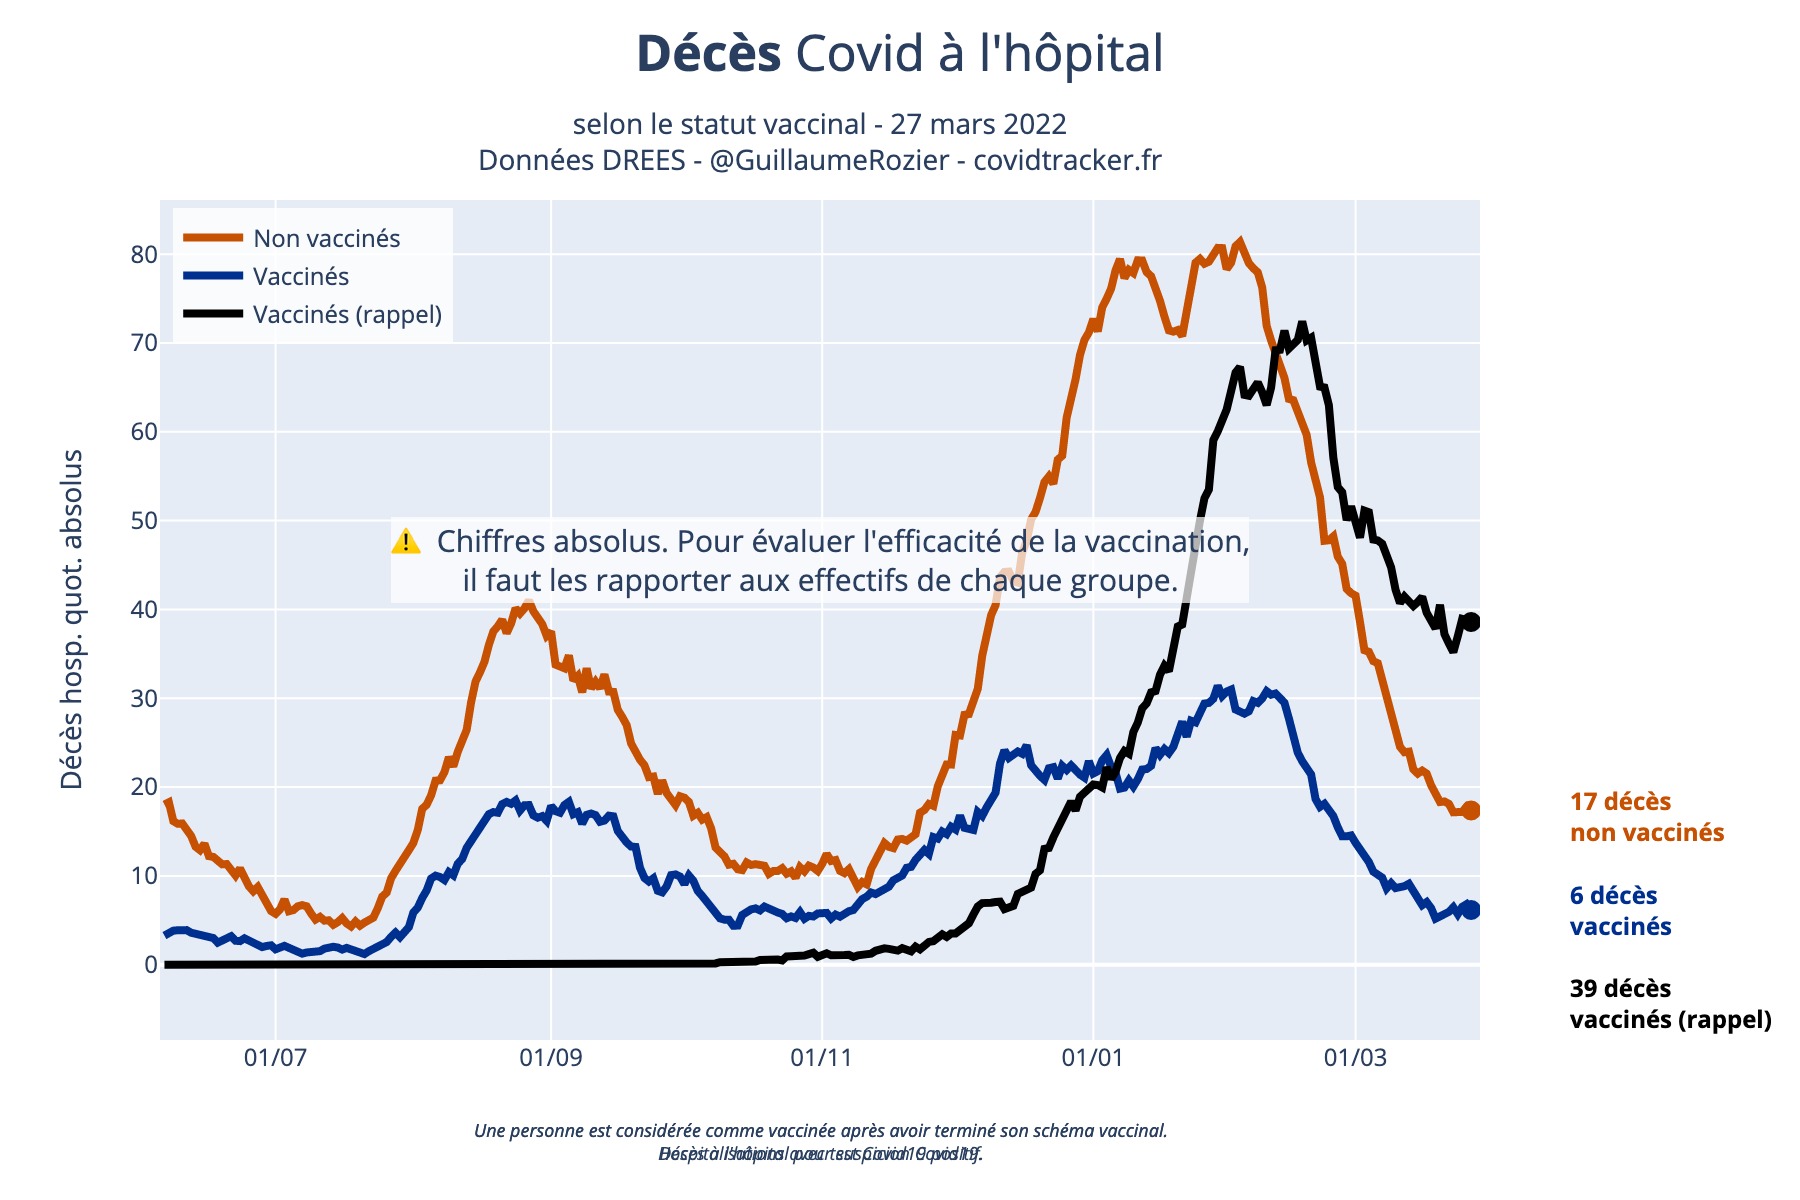 Décès Covid à l'hôpital
selon le statut vaccinal - 27 mars 2022
Données DREES - @GuillaumeRozier - covidtracker.fr
Non vaccinés
Vaccinés
Vaccinés (rappel)
Décès hosp. quot. absolus
80
70
60
50
40
30
20
10
0
⚠️ Chiffres absolus. Pour évaluer l'efficacité de la vaccination,
il faut les rapporter aux effectifs de chaque groupe.
17 décès
non vaccinés
6 décès
vaccinés
39 décès
vaccinés (rappel)
01/07
01/09
01/11
01/01
01/03
Une personne est considérée comme vaccinée après avoir terminé son schéma vaccinal.